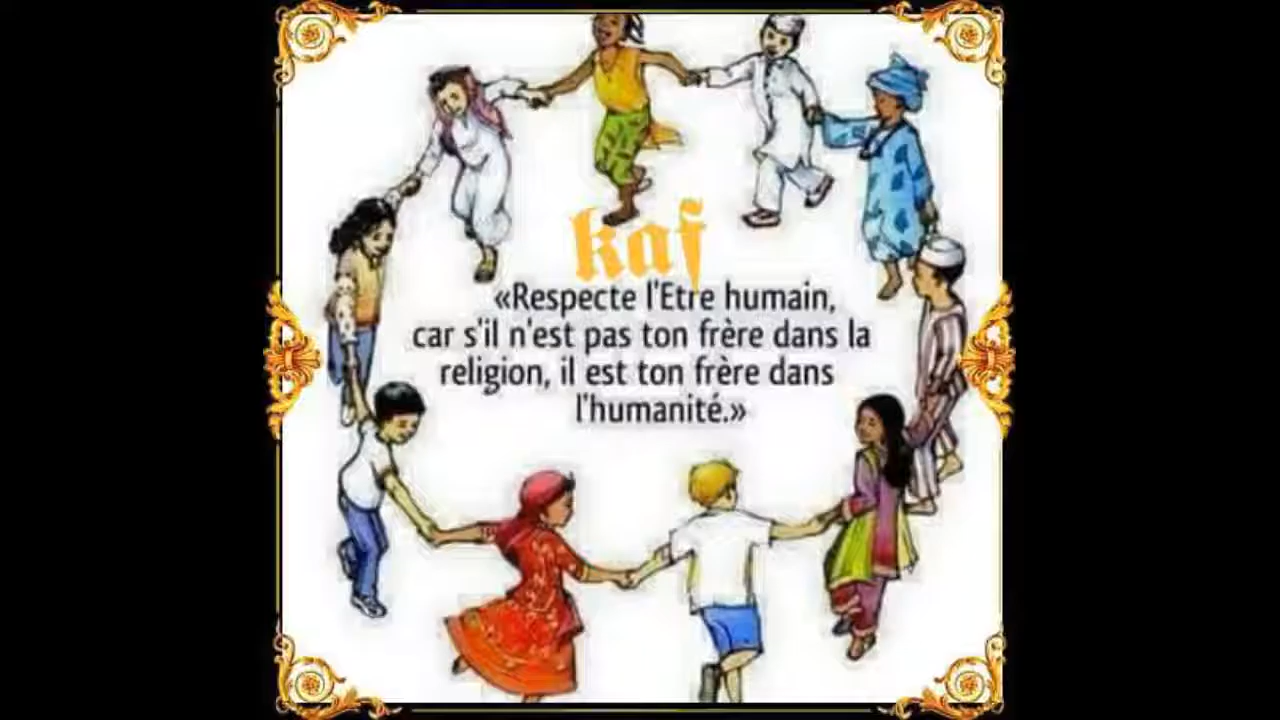 kaf
«Respecte l'Etre humain,
car s'il n'est pas ton frère dans la
religion, il est ton frère dans
l'humanité.»